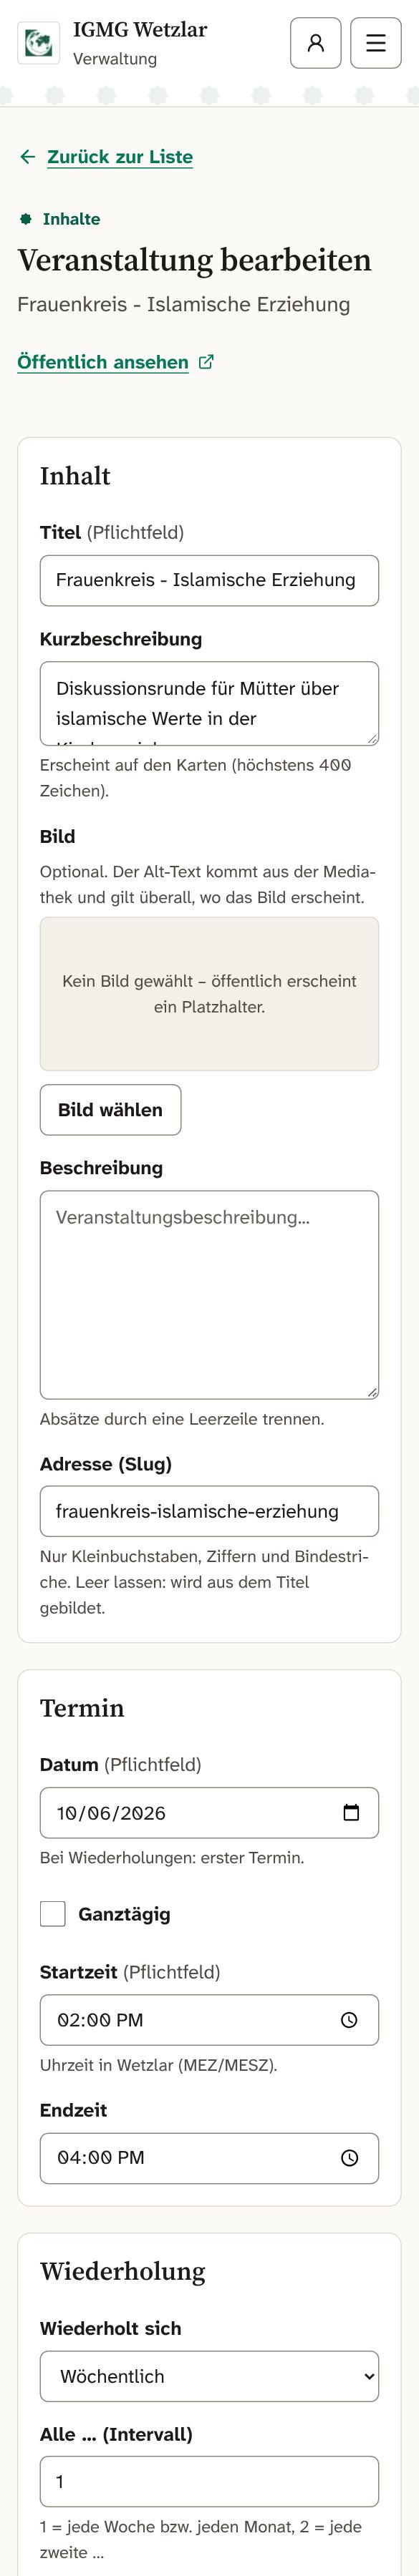 IGMG Wetzlar
Verwaltung
Zurück zur Liste
Inhalte
Veranstaltung bearbeiten
Frauenkreis - Islamische Erziehung
Öffentlich ansehen
Inhalt
Titel (Pflichtfeld)
Frauenkreis - Islamische Erziehung
Kurzbeschreibung
Diskussionsrunde für Mütter über
islamische Werte in der
Erscheint auf den Karten (höchstens 400
Zeichen).
Bild
Optional. Der Alt-Text kommt aus der Media-
thek und gilt überall, wo das Bild erscheint.
Kein Bild gewählt – öffentlich erscheint
ein Platzhalter.
Bild wählen
Beschreibung
Veranstaltungsbeschreibung...
Absätze durch eine Leerzeile trennen.
Adresse (Slug)
frauenkreis-islamische-erziehung
Nur Kleinbuchstaben, Ziffern und Bindestri-
che. Leer lassen: wird aus dem Titel
gebildet.
Termin
Datum (Pflichtfeld)
10/06/2026
Bei Wiederholungen: erster Termin.
Ganztägig
Startzeit (Pflichtfeld)
02:00 PM
Uhrzeit in Wetzlar (MEZ/MESZ).
Endzeit
04:00 PM
Wiederholung
Wiederholt sich
Wöchentlich
Alle … (Intervall)
1
1 = jede Woche bzw. jeden Monat, 2 = jede
zweite …